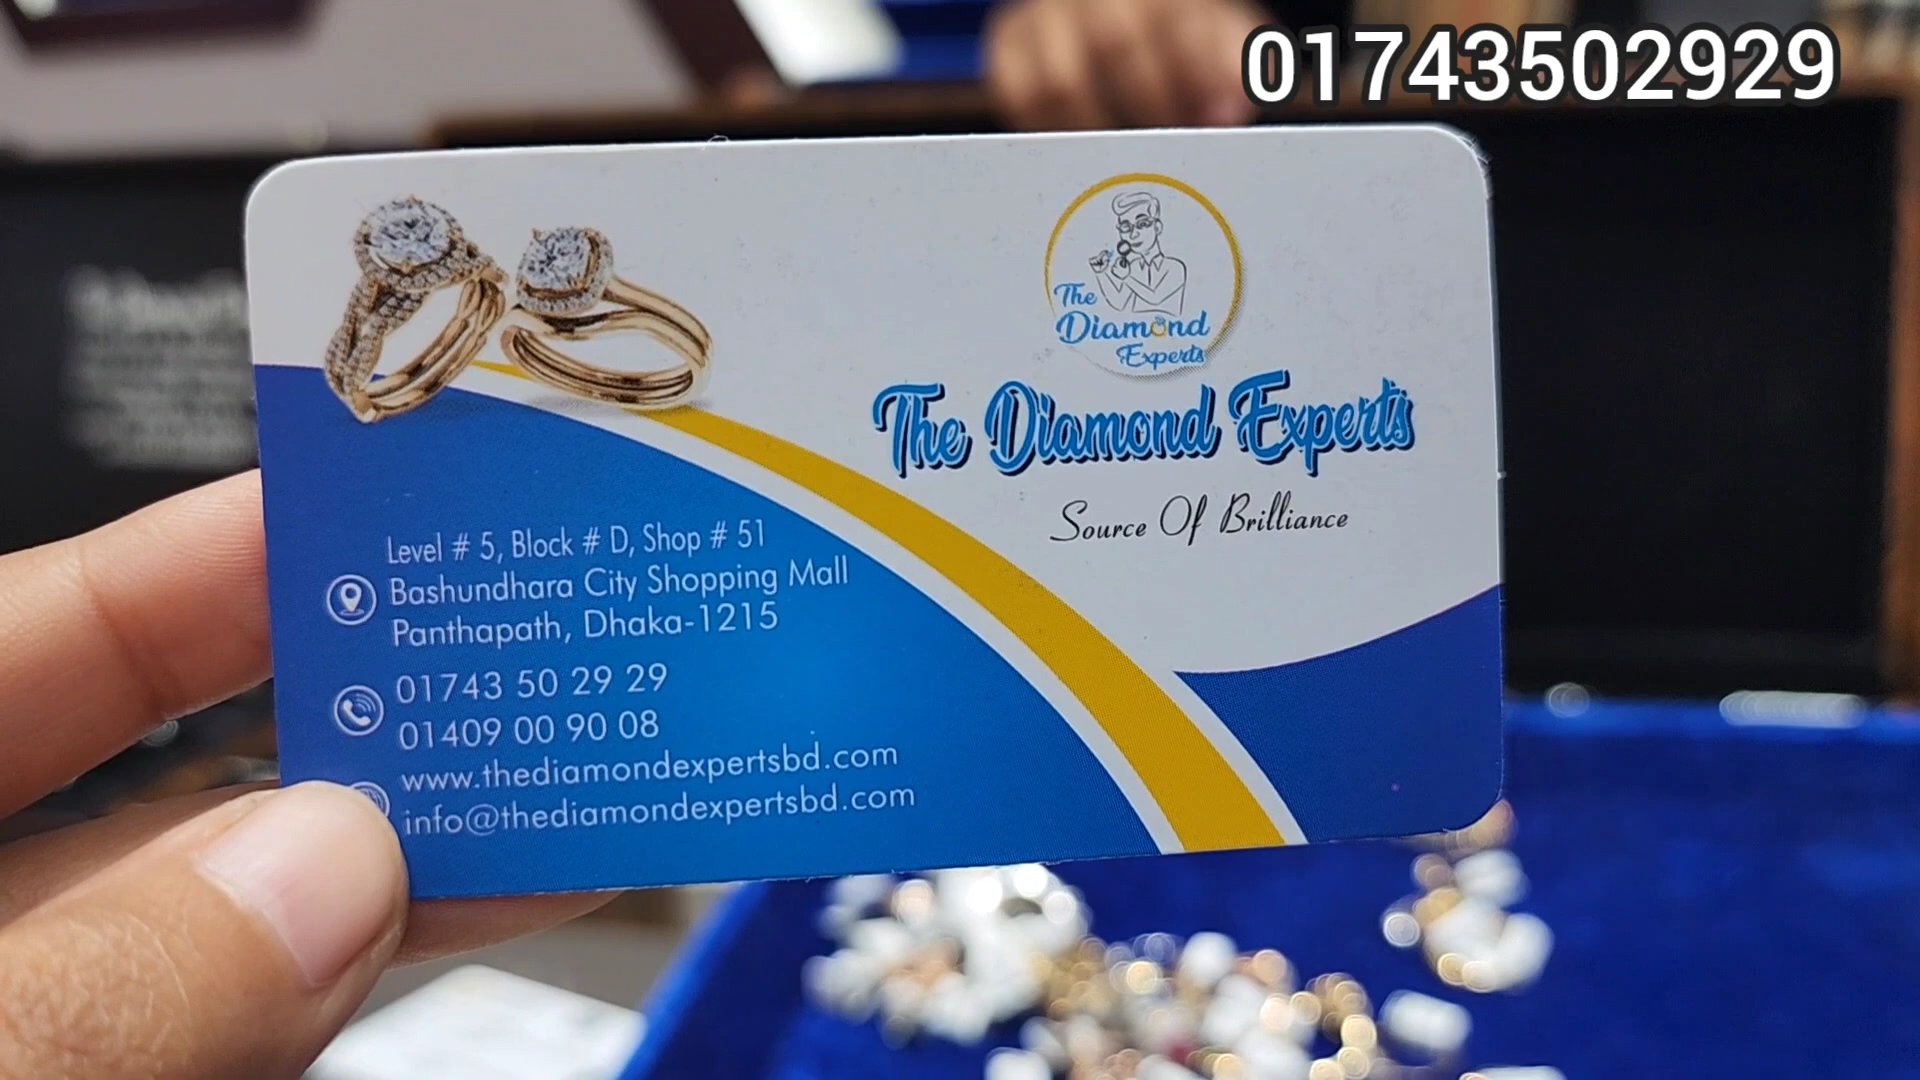 01743502929
The
Diamond
Experts
The Diamond Experts
Source Of Brilliance
Level # 5, Block # D, Shop # 51
Bashundhara City Shopping Mall
Panthapath, Dhaka-1215
01743 50 29 29
01409 00 90 08
www.thediamondexpertsbd.com
info@thediamondexpertsbd.com